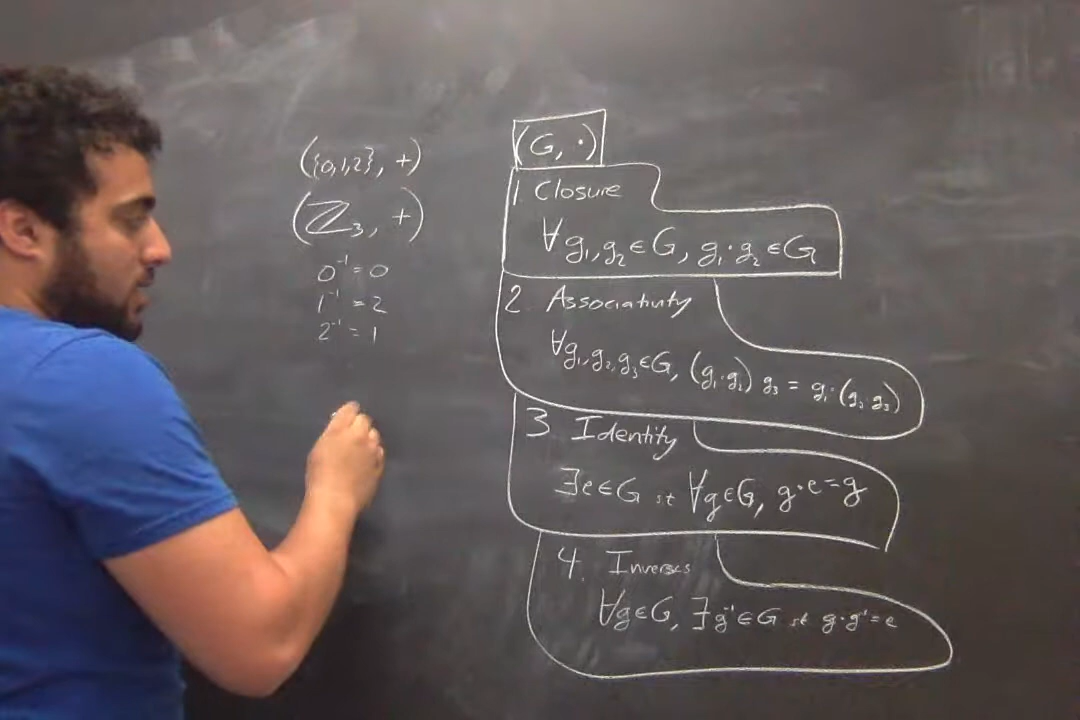 ({0,1,2}, +)
(ℤ₃, +)
0⁻¹ = 0
1⁻¹ = 2
2⁻¹ = 1
(G, ·)
1. Closure
∀g₁,g₂∈G, g₁·g₂∈G
2. Associativity
∀g₁,g₂,g₃∈G, (g₁·g₂) g₃ = g₁·(g₂·g₃)
3 Identity
∃e∈G st ∀g∈G, g·e=g
4. Inverses
∀g∈G, ∃g⁻¹∈G st g·g⁻¹=e